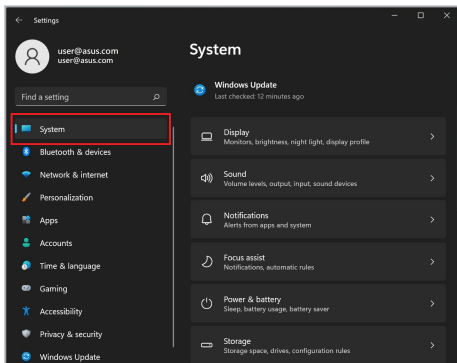 Settings
user@asus.com
user@asus.com
Find a setting
System
Bluetooth & devices
Network & internet
Personalization
Apps
Accounts
Time & language
Gaming
Accessibility
Privacy & security
Windows Update
System
Windows Update
Last checked: 12 minutes ago
Display
Monitors, brightness, night light, display profile
Sound
Volume levels, output, input, sound devices
Notifications
Alerts from apps and system
Focus assist
Notifications, automatic rules
Power & battery
Sleep, battery usage, battery saver
Storage
Storage space, drives, configuration rules